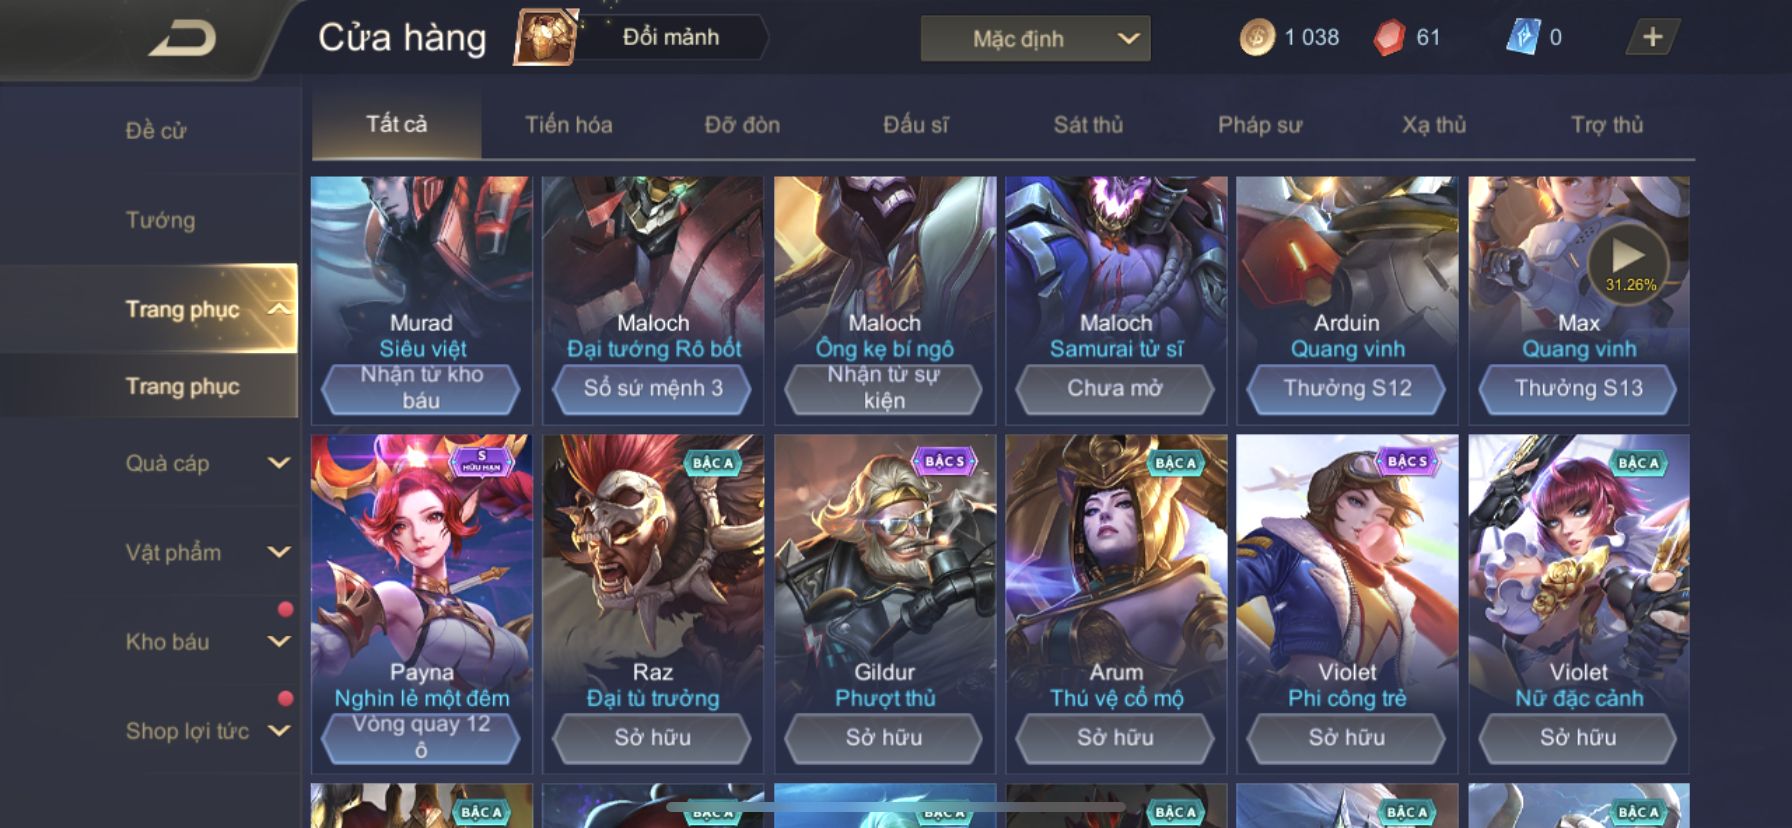 Cửa hàng
Đổi mảnh
Mặc định
1 038
61
0
Đề cử
Tướng
Trang phục
Trang phục
Quà cáp
Vật phẩm
Kho báu
Shop lợi tức
Tất cả
Tiến hóa
Đỡ đòn
Đấu sĩ
Sát thủ
Pháp sư
Xạ thủ
Trợ thủ
Murad
Siêu việt
Nhận từ kho
báu
Maloch
Đại tướng Rô bốt
Sổ sứ mệnh 3
Maloch
Ông kẹ bí ngô
Nhận từ sự
kiện
Maloch
Samurai tử sĩ
Chưa mở
Arduin
Quang vinh
Thưởng S12
31.26%
Max
Quang vinh
Thưởng S13
S
HỮU HẠN
Payna
Nghìn lẻ một đêm
Vòng quay 12
ô
BẬC A
Raz
Đại tù trưởng
Sở hữu
BẬC S
Gildur
Phượt thủ
Sở hữu
BẬC A
Arum
Thú vệ cổ mộ
Sở hữu
BẬC S
Violet
Phi công trẻ
Sở hữu
BẬC A
Violet
Nữ đặc cảnh
Sở hữu
BẬC A
BẬC A
BẬC A
BẬC A
BẬC A
BẬC A